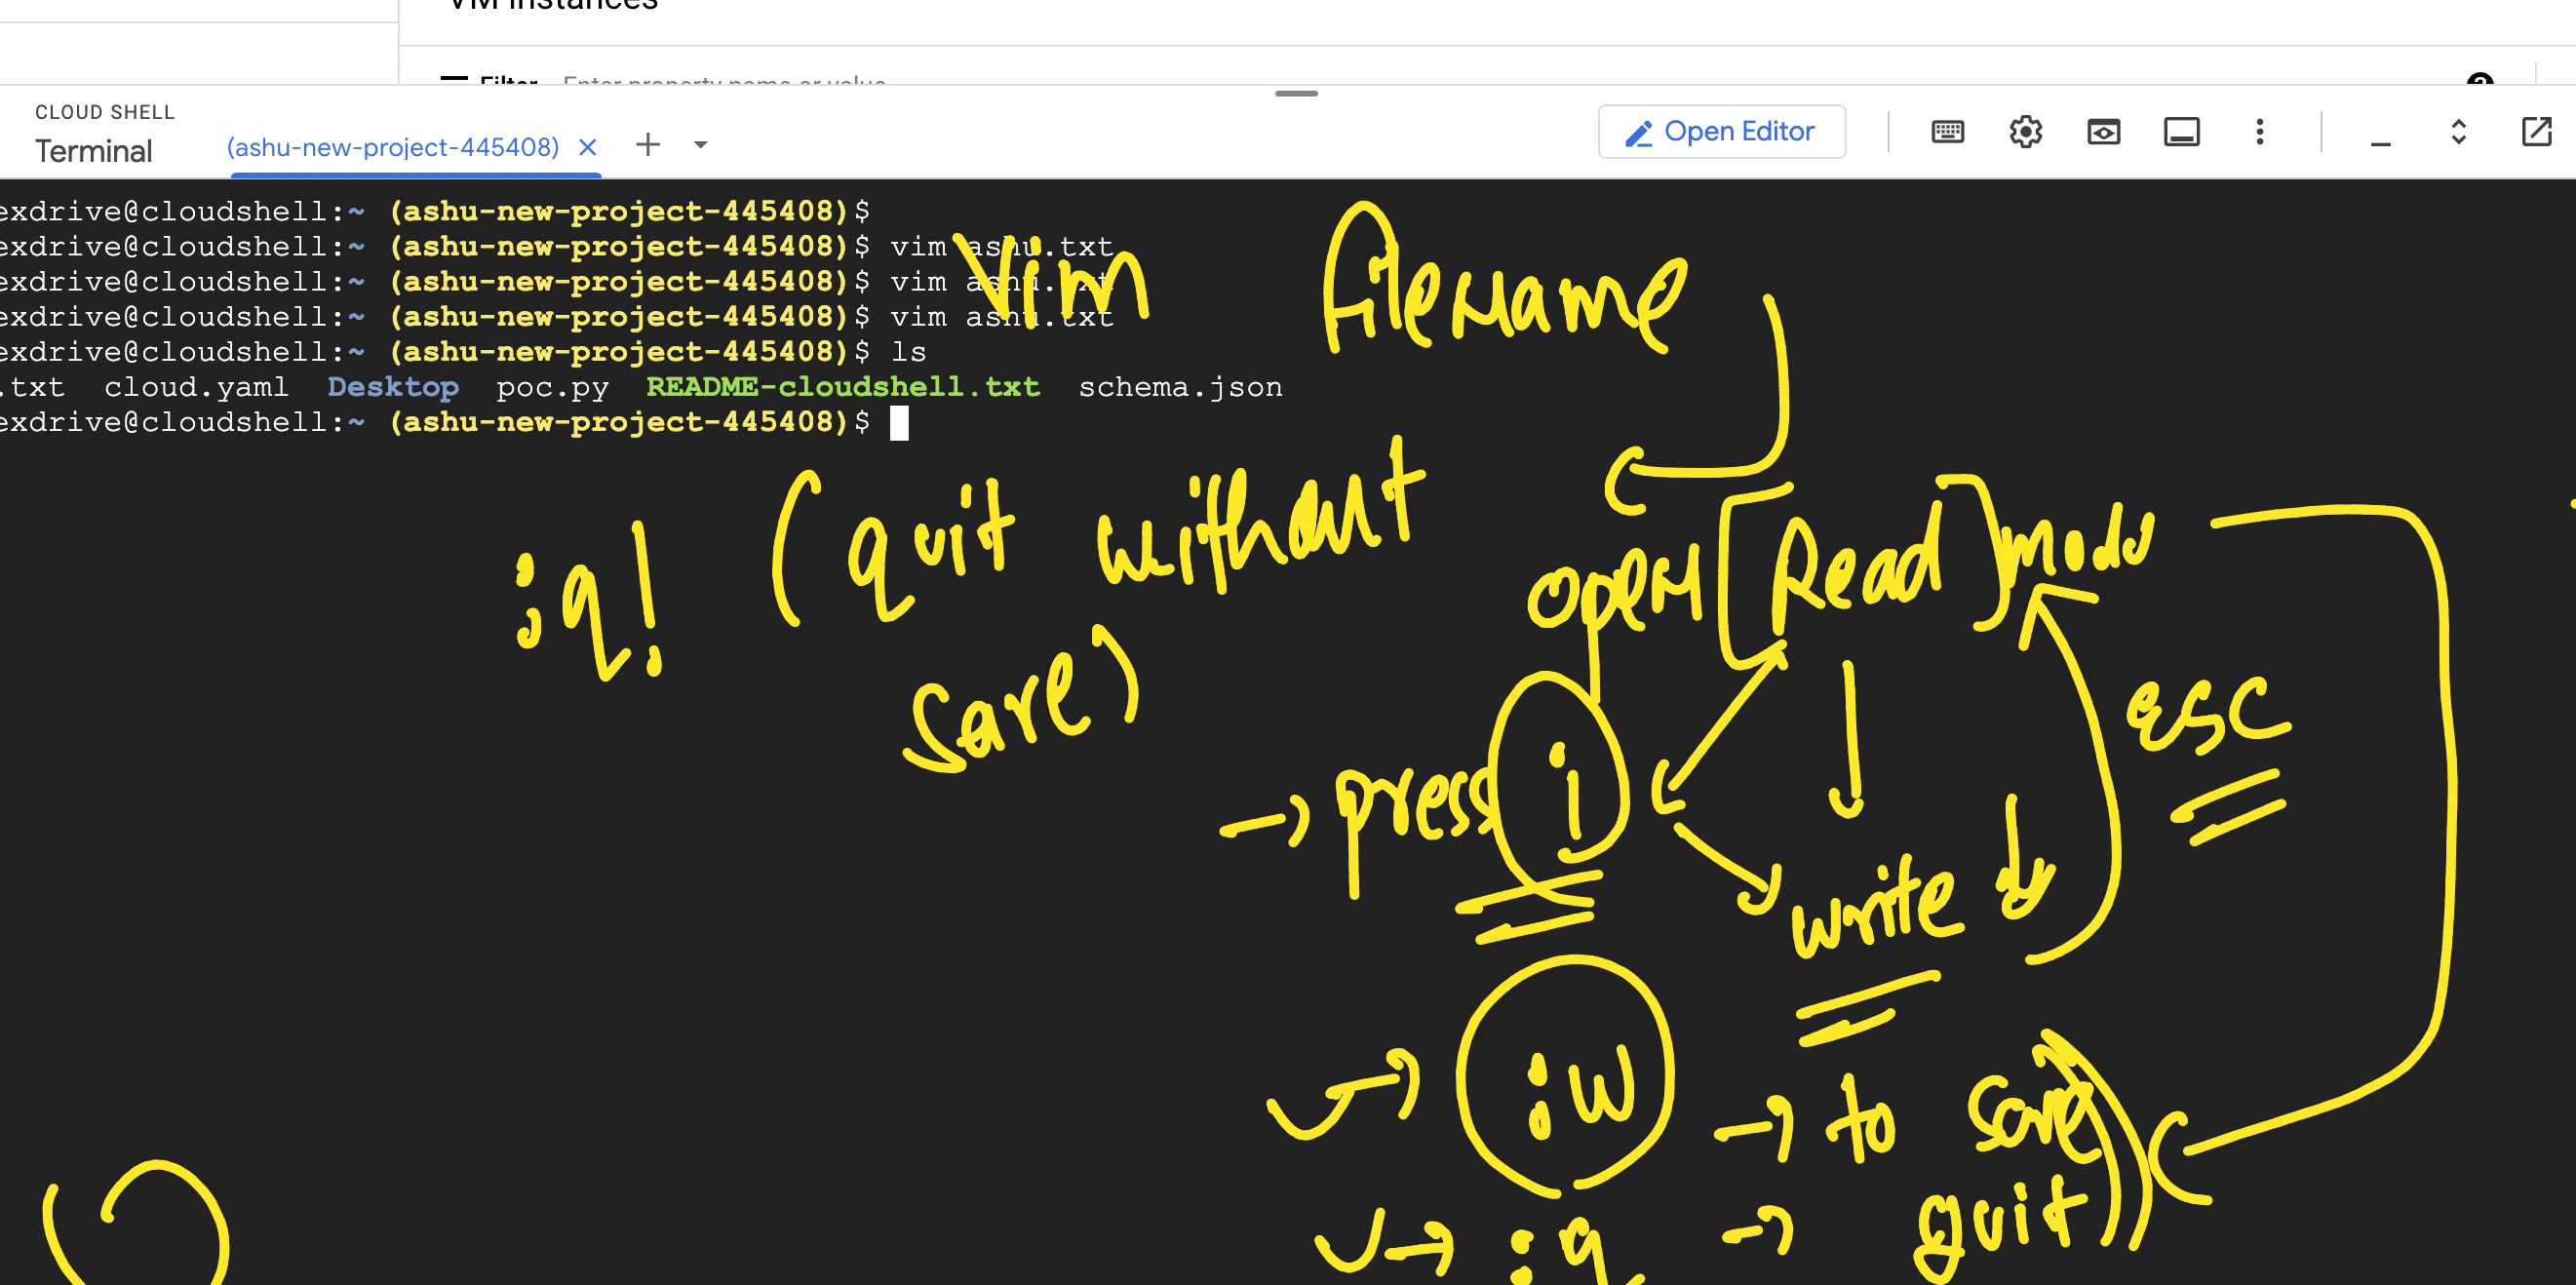 VM instances
Filter Enter property name or value
CLOUD SHELL
Terminal (ashu-new-project-445408) Open Editor
exdrive@cloudshell:~ (ashu-new-project-445408)$
exdrive@cloudshell:~ (ashu-new-project-445408)$ vim ashu.txt
exdrive@cloudshell:~ (ashu-new-project-445408)$ vim ashu.txt
exdrive@cloudshell:~ (ashu-new-project-445408)$ vim ashu.txt
exdrive@cloudshell:~ (ashu-new-project-445408)$ ls
.txt cloud.yaml Desktop poc.py README-cloudshell.txt schema.json
exdrive@cloudshell:~ (ashu-new-project-445408)$
Vim filename
:q! (quit without
save)
open [Read] mode
esc
→ press i
write
→ :w → to save
→ :q → quit